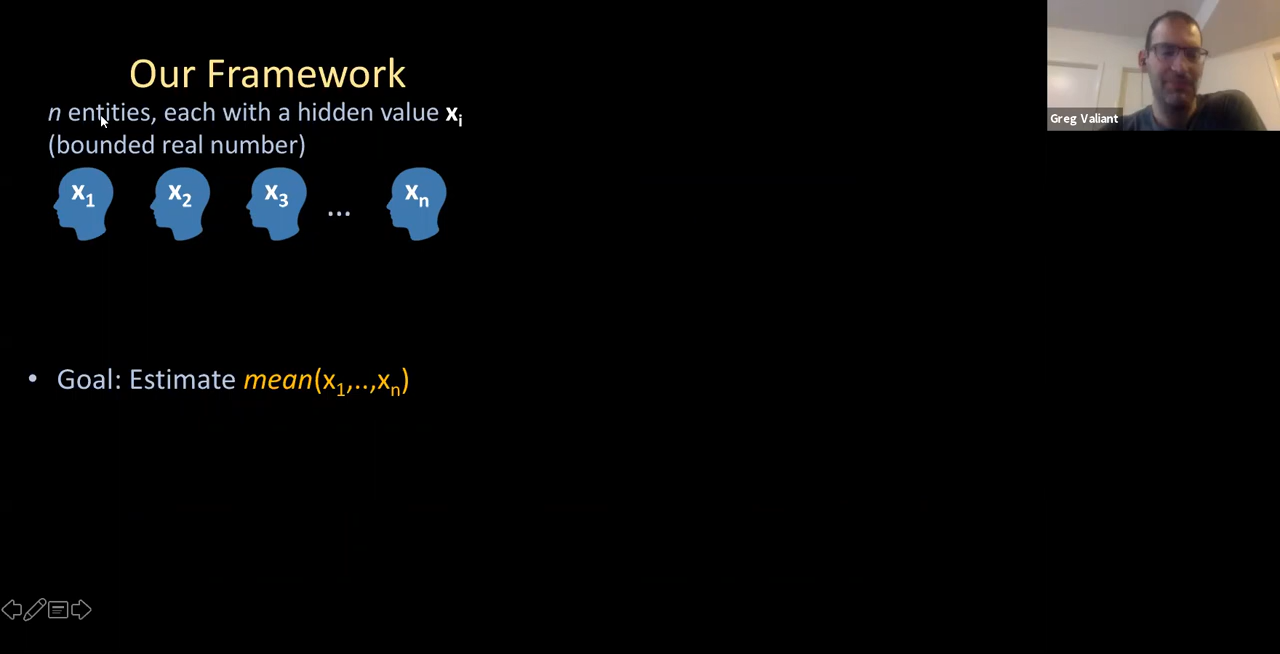 Our Framework
n entities, each with a hidden value xᵢ
(bounded real number)
x₁ x₂ x₃ ... xₙ
• Goal: Estimate mean(x₁,..,xₙ)
Greg Valiant